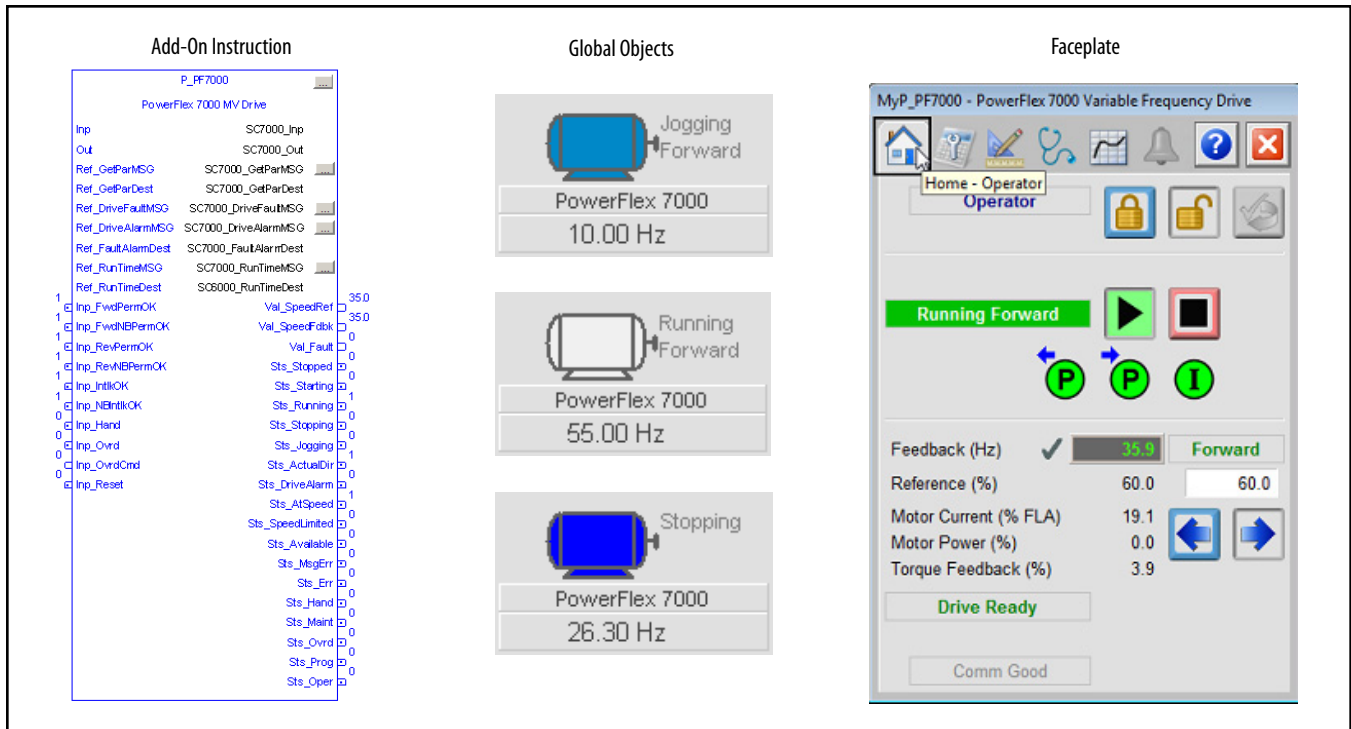 Add-On Instruction
Global Objects
Faceplate
P_PF7000
...
PowerFlex 7000 MV Drive
Inp SC7000_Inp
Out SC7000_Out
Ref_GetParMSG SC7000_GetParMSG ...
Ref_GetParDest SC7000_GetParDest
Ref_DriveFaultMSG SC7000_DriveFaultMSG ...
Ref_DriveAlarmMSG SC7000_DriveAlarmMSG ...
Ref_FaultAlarmDest SC7000_FaultAlarmDest
Ref_RunTimeMSG SC7000_RunTimeMSG ...
Ref_RunTimeDest SC6000_RunTimeDest
1 Inp_FwdPermOK Val_SpeedRef 35.0
1 Inp_FwdNBPermOK Val_SpeedFdbk 35.0
1 Inp_RevPermOK Val_Fault 0
1 Inp_RevNBPermOK Sts_Stopped 0
1 Inp_IntlkOK Sts_Starting 0
1 Inp_NBIntlkOK Sts_Running 1
0 Inp_Hand Sts_Stopping 0
0 Inp_Ovrd Sts_Jogging 0
0 Inp_OvrdCmd Sts_ActualDir 1
0 Inp_Reset Sts_DriveAlarm 0
Sts_AtSpeed 1
Sts_SpeedLimited 0
Sts_Available 0
Sts_MsgErr 0
Sts_Err 0
Sts_Hand 0
Sts_Maint 0
Sts_Ovrd 0
Sts_Prog 0
Sts_Oper 0
Jogging
Forward
PowerFlex 7000
10.00 Hz
Running
Forward
PowerFlex 7000
55.00 Hz
Stopping
PowerFlex 7000
26.30 Hz
MyP_PF7000 - PowerFlex 7000 Variable Frequency Drive
?
Home - Operator
Operator
Running Forward
P P I
Feedback (Hz) 35.9 Forward
Reference (%) 60.0 60.0
Motor Current (% FLA) 19.1
Motor Power (%) 0.0
Torque Feedback (%) 3.9
Drive Ready
Comm Good